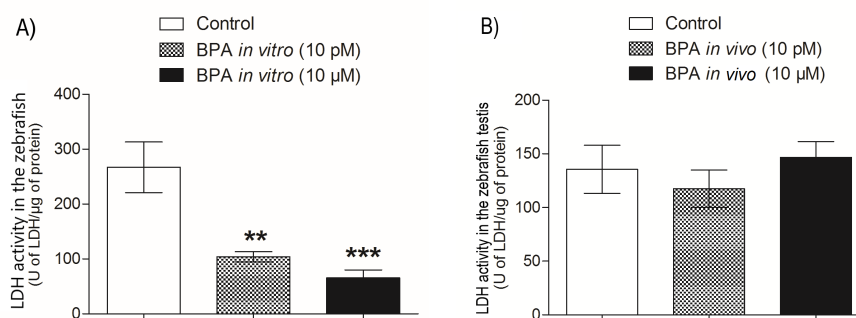 A)
Control
BPA in vitro (10 pM)
BPA in vitro (10 µM)
LDH activity in the zebrafish
(U of LDH/µg of protein)
400
300
200
100
0
**
***
B)
Control
BPA in vivo (10 pM)
BPA in vivo (10 µM)
LDH activity in the zebrafish testis
(U of LDH/ug of protein)
200
150
100
50
0